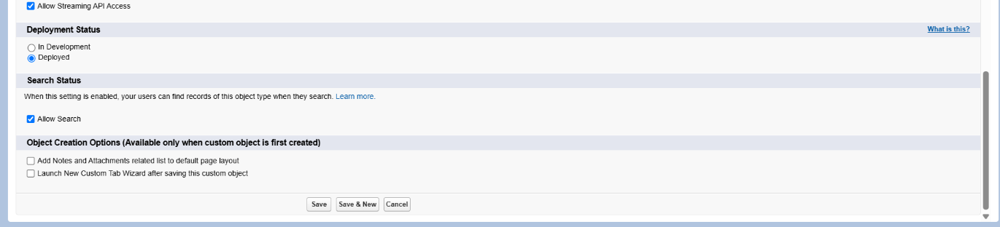 Allow Streaming API Access
Deployment Status
What is this?
In Development
Deployed
Search Status
When this setting is enabled, your users can find records of this object type when they search. Learn more.
Allow Search
Object Creation Options (Available only when custom object is first created)
Add Notes and Attachments related list to default page layout
Launch New Custom Tab Wizard after saving this custom object
Save Save & New Cancel